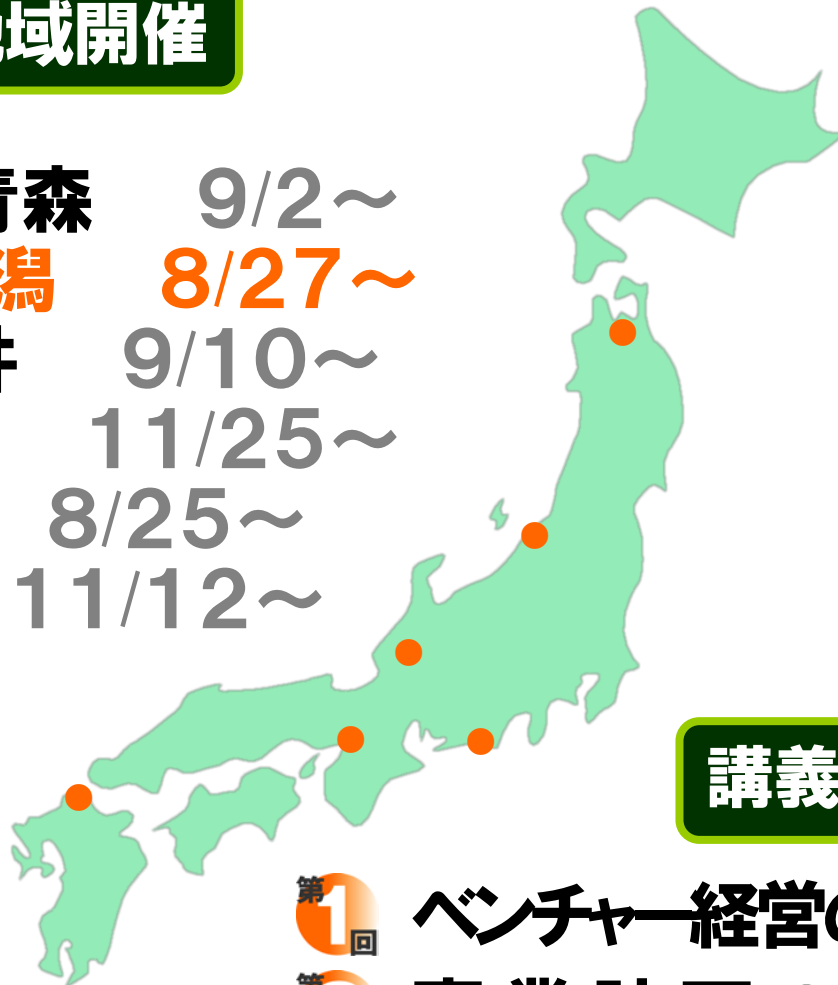 域開催
青森 9/2～
潟 8/27～
井 9/10～
11/25～
8/25～
11/12～
講義
第1回 ベンチャー経営の